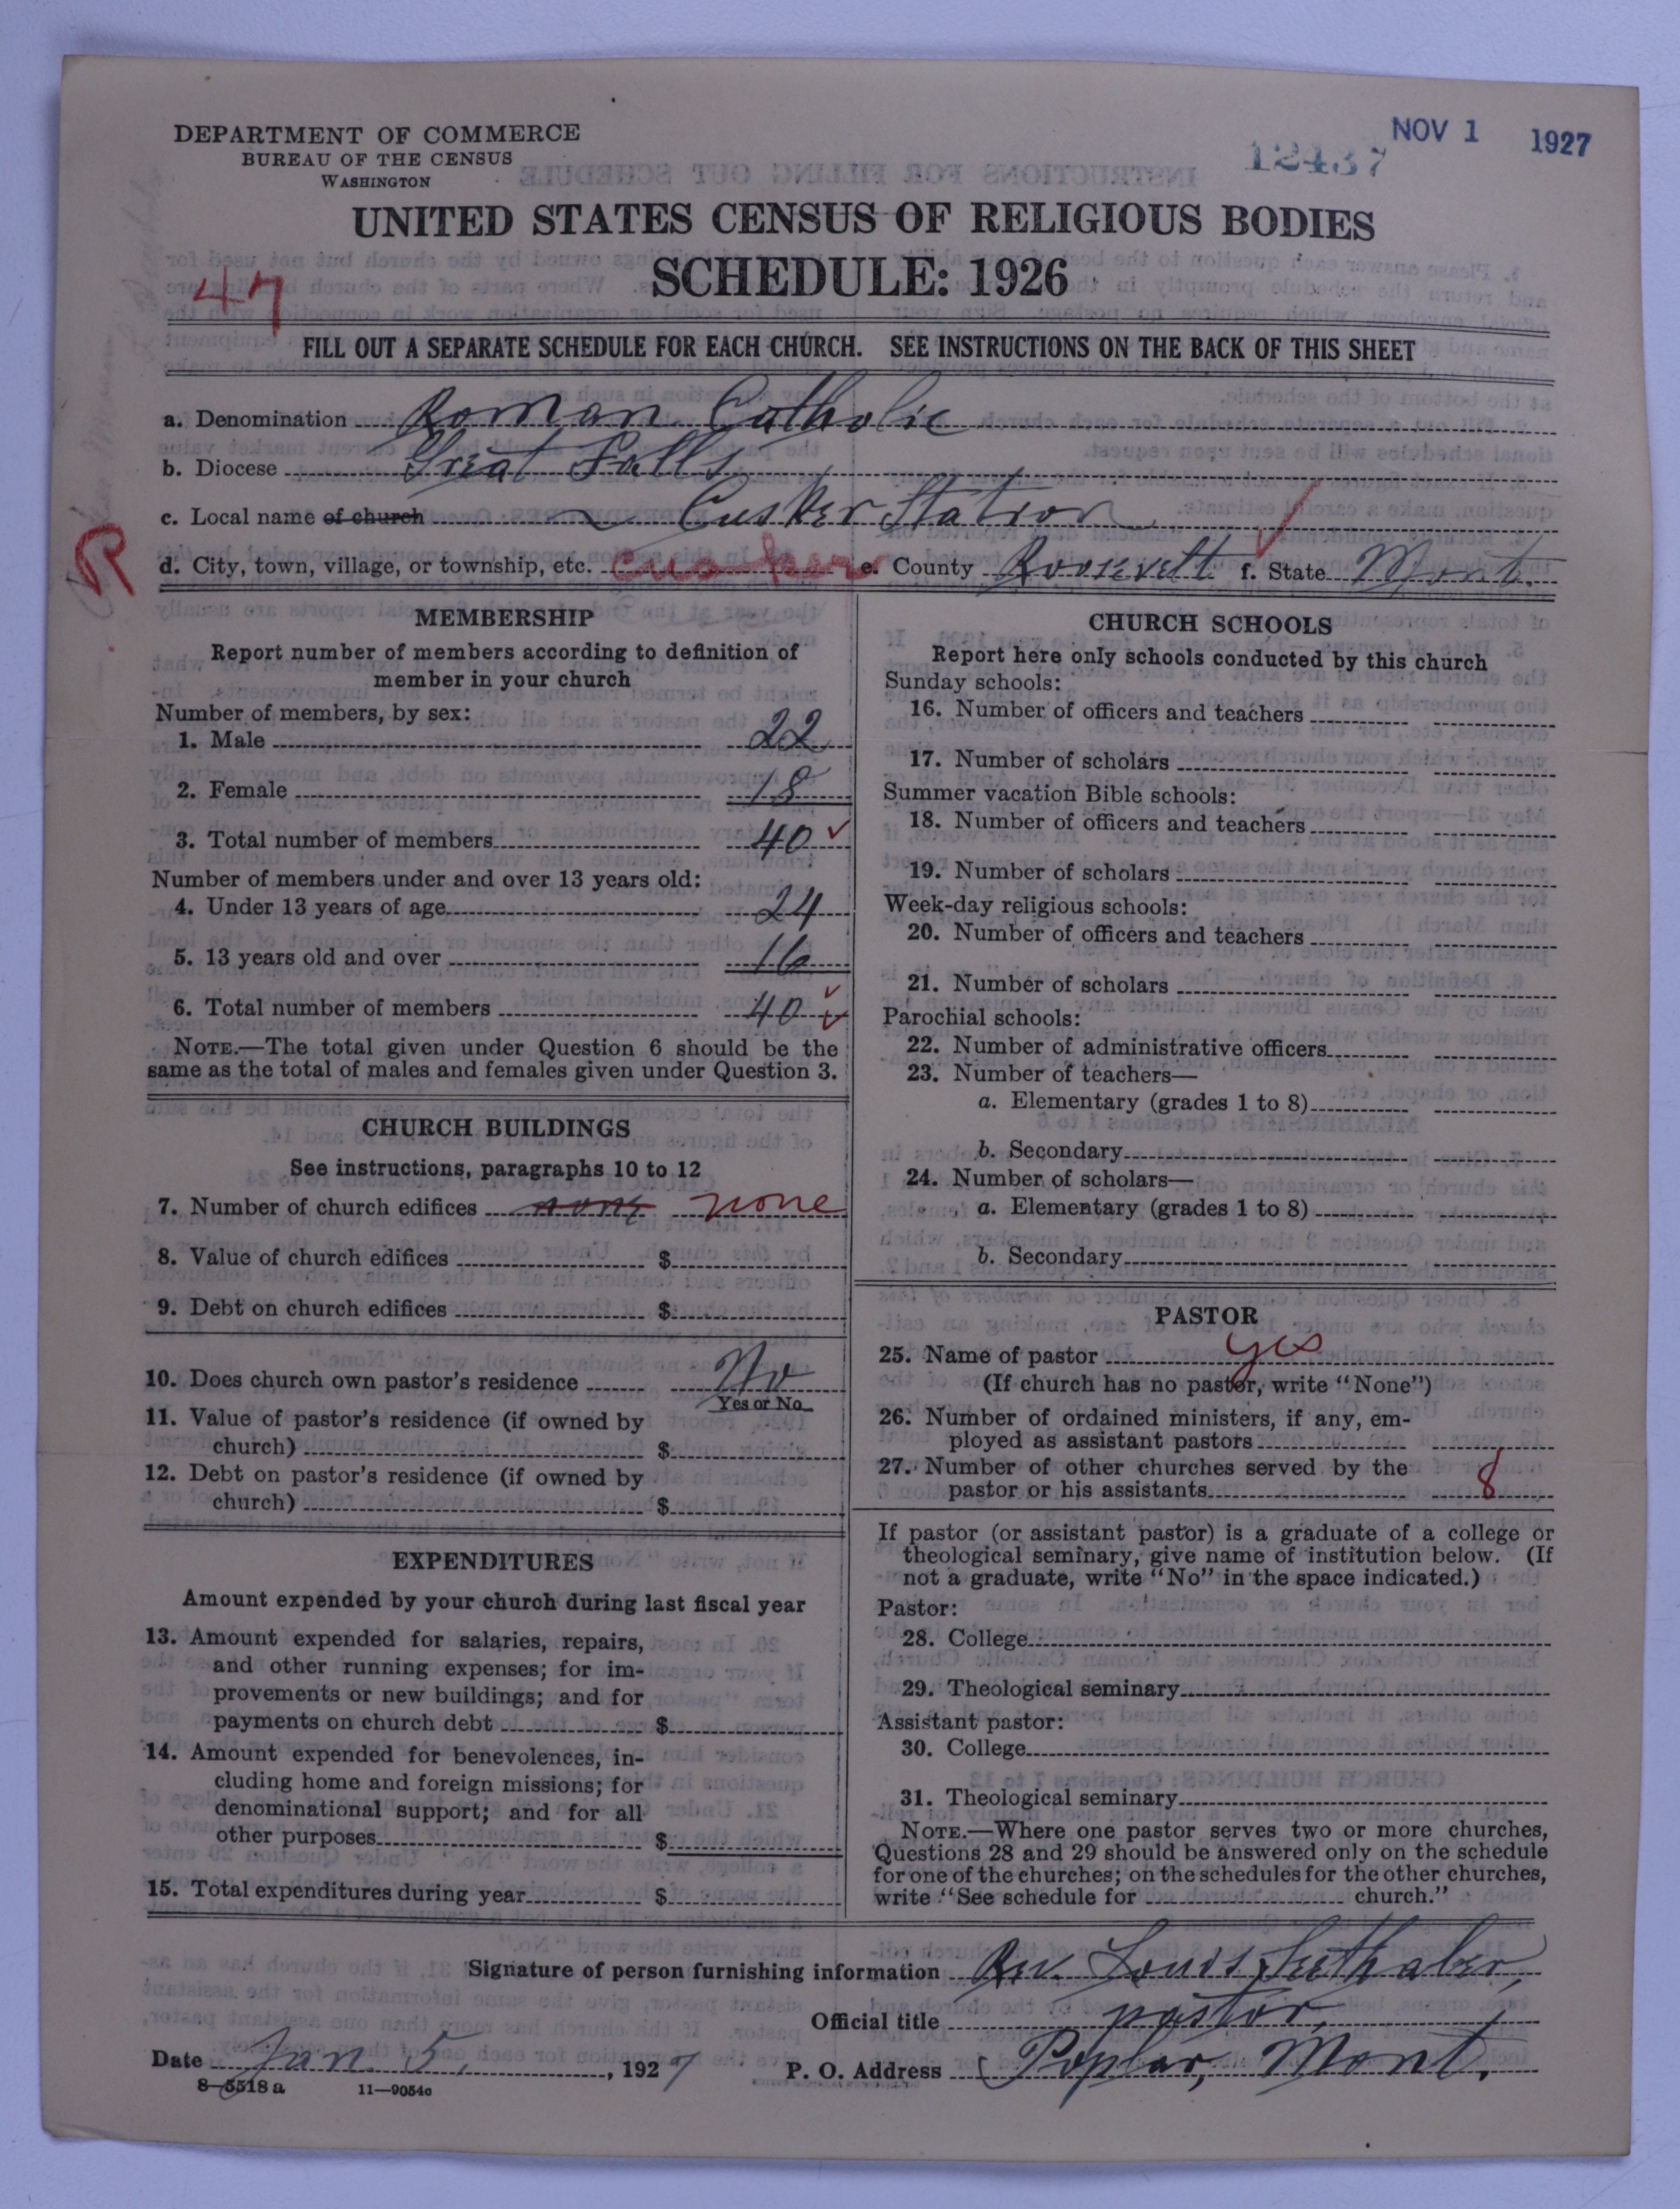 DEPARTMENT OF COMMERCE
BUREAU OF THE CENSUS
WASHINGTON
12437
NOV 1 1927
UNITED STATES CENSUS OF RELIGIOUS BODIES
SCHEDULE: 1926
47
FILL OUT A SEPARATE SCHEDULE FOR EACH CHURCH. SEE INSTRUCTIONS ON THE BACK OF THIS SHEET
a. Denomination Roman Catholic
b. Diocese Great Falls
c. Local name of church Cusker Station
R
d. City, town, village, or township, etc. Cusker e. County Roosevelt f. State Mont.
MEMBERSHIP
Report number of members according to definition of
member in your church
Number of members, by sex:
1. Male 22
2. Female 18
3. Total number of members 40
Number of members under and over 13 years old:
4. Under 13 years of age 24
5. 13 years old and over 16
6. Total number of members 40
NOTE.—The total given under Question 6 should be the
same as the total of males and females given under Question 3.
CHURCH BUILDINGS
See instructions, paragraphs 10 to 12
7. Number of church edifices none none
8. Value of church edifices $
9. Debt on church edifices $
10. Does church own pastor's residence No
Yes or No
11. Value of pastor's residence (if owned by
church) $
12. Debt on pastor's residence (if owned by
church) $
EXPENDITURES
Amount expended by your church during last fiscal year
13. Amount expended for salaries, repairs,
and other running expenses; for im-
provements or new buildings; and for
payments on church debt $
14. Amount expended for benevolences, in-
cluding home and foreign missions; for
denominational support; and for all
other purposes $
15. Total expenditures during year $
CHURCH SCHOOLS
Report here only schools conducted by this church
Sunday schools:
16. Number of officers and teachers
17. Number of scholars
Summer vacation Bible schools:
18. Number of officers and teachers
19. Number of scholars
Week-day religious schools:
20. Number of officers and teachers
21. Number of scholars
Parochial schools:
22. Number of administrative officers
23. Number of teachers—
a. Elementary (grades 1 to 8)
b. Secondary
24. Number of scholars—
a. Elementary (grades 1 to 8)
b. Secondary
PASTOR
25. Name of pastor yes
(If church has no pastor, write "None")
26. Number of ordained ministers, if any, em-
ployed as assistant pastors
27. Number of other churches served by the
pastor or his assistants 8
If pastor (or assistant pastor) is a graduate of a college or
theological seminary, give name of institution below. (If
not a graduate, write "No" in the space indicated.)
Pastor:
28. College
29. Theological seminary
Assistant pastor:
30. College
31. Theological seminary
NOTE.—Where one pastor serves two or more churches,
Questions 28 and 29 should be answered only on the schedule
for one of the churches; on the schedules for the other churches,
write "See schedule for church."
Signature of person furnishing information Rev. Louis Seethaler,
Official title pastor,
Date Jan. 5, 1927 P. O. Address Poplar, Mont.
8—5518a 11—9054c